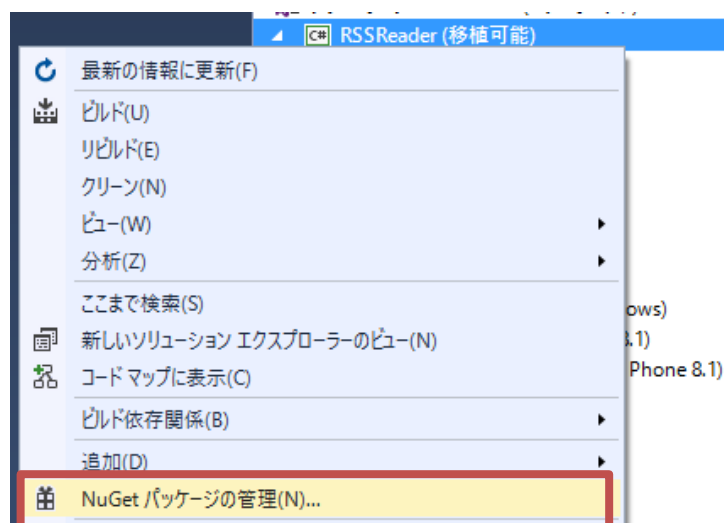 C# RSSReader (移植可能)
最新の情報に更新(F)
ビルド(U)
リビルド(E)
クリーン(N)
ビュー(W)
分析(Z)
ここまで検索(S)
ows)
新しいソリューション エクスプローラーのビュー(N)
3.1)
コード マップに表示(C)
Phone 8.1)
ビルド依存関係(B)
追加(D)
NuGet パッケージの管理(N)...